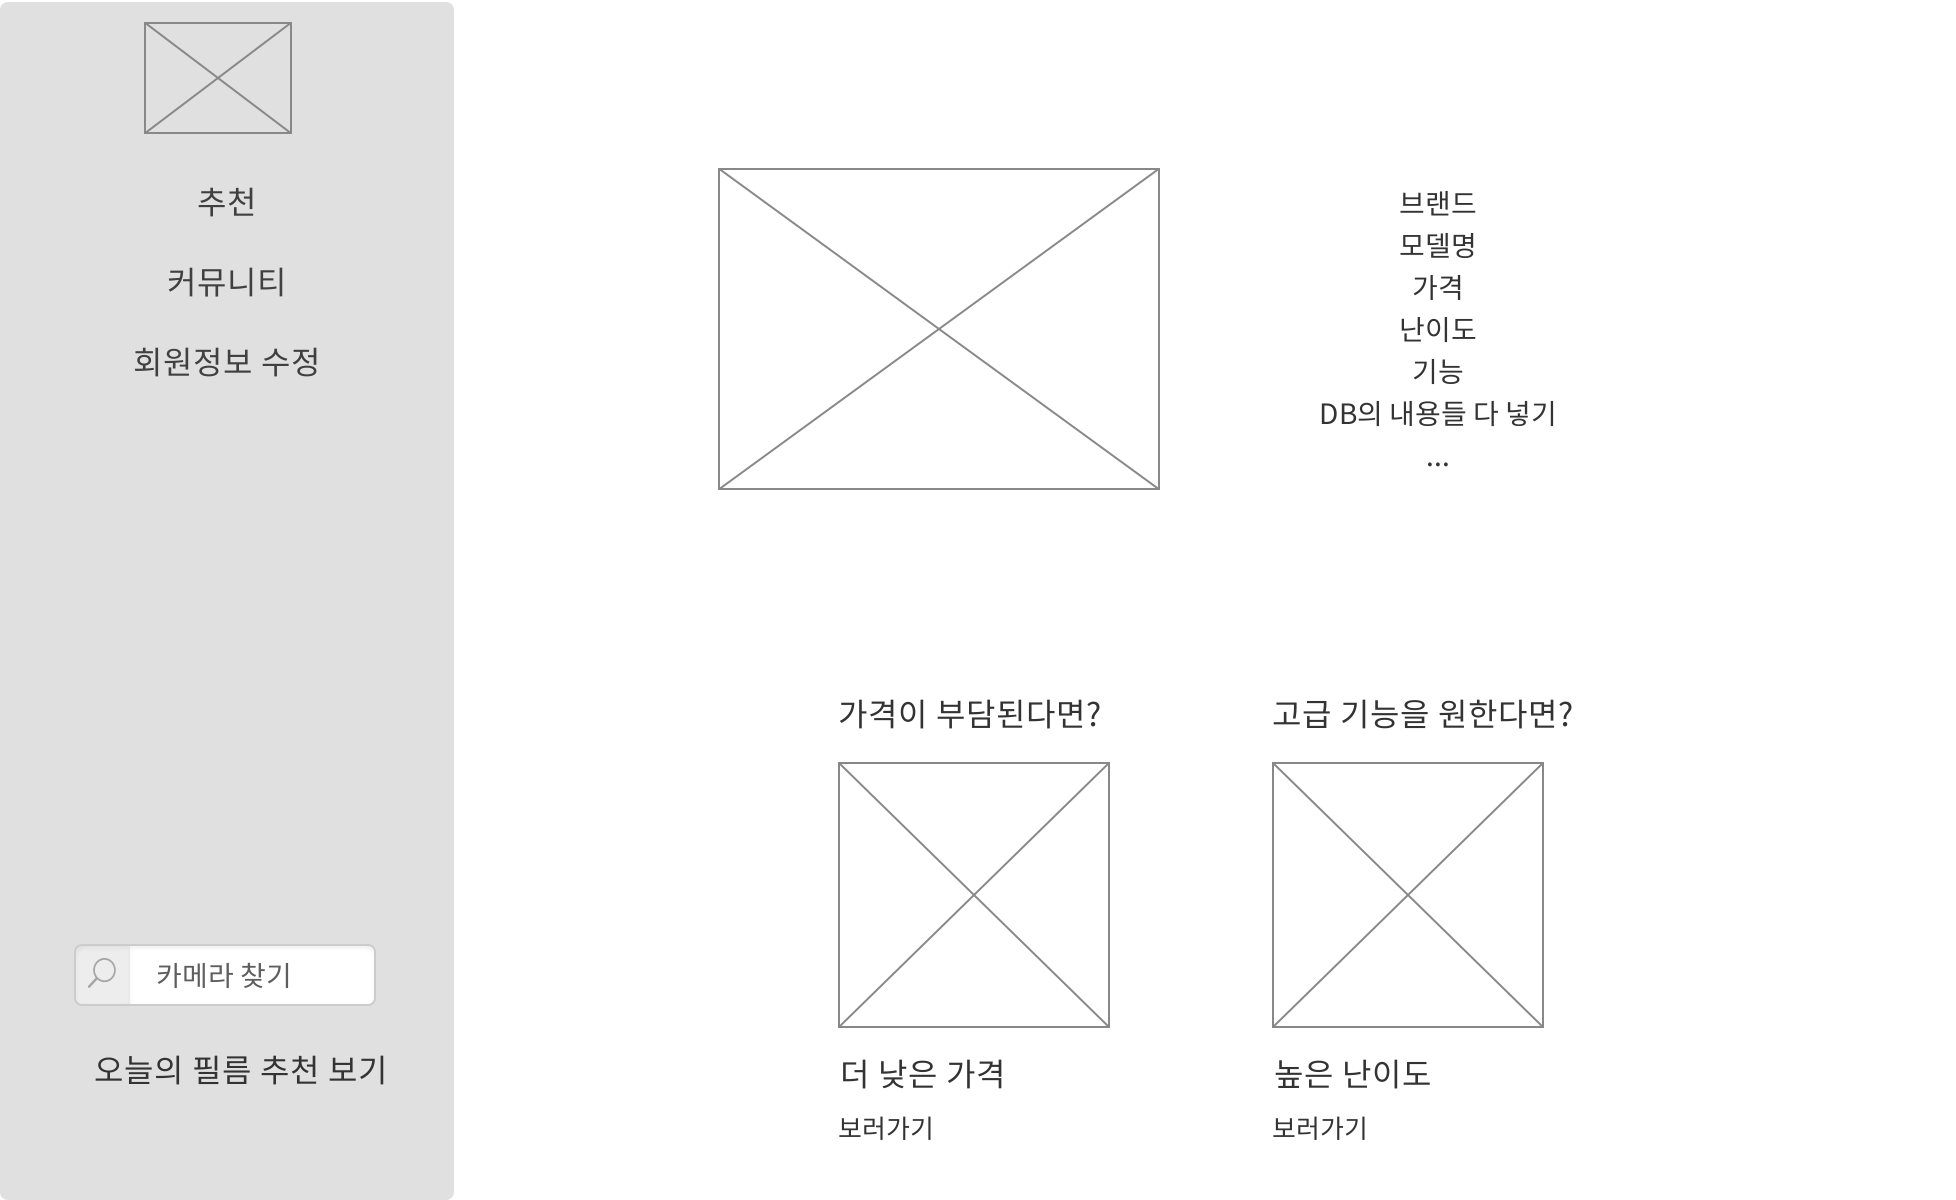 추천
커뮤니티
회원정보 수정
카메라 찾기
오늘의 필름 추천 보기
브랜드
모델명
가격
난이도
기능
DB의 내용들 다 넣기
...
가격이 부담된다면?
더 낮은 가격
보러가기
고급 기능을 원한다면?
높은 난이도
보러가기